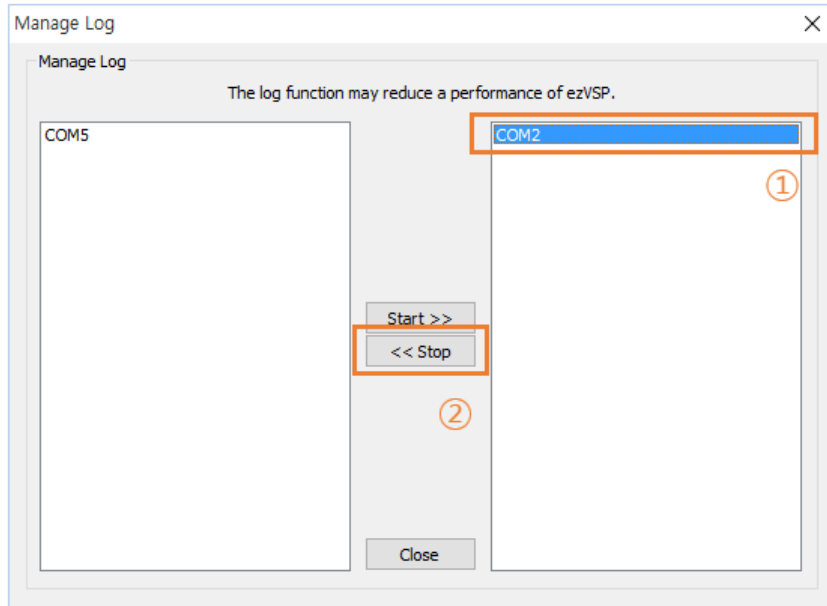 Manage Log
Manage Log
The log function may reduce a performance of ezVSP.
COM5
COM2
①
Start >>
<< Stop
②
Close